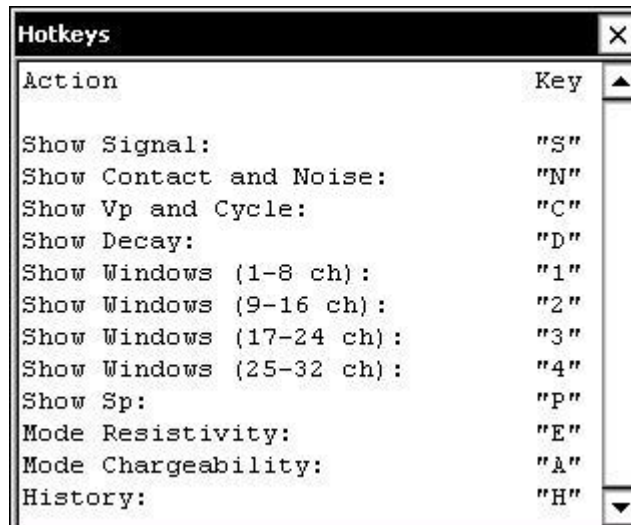 Hotkeys
Action Key
Show Signal: "S"
Show Contact and Noise: "N"
Show Vp and Cycle: "C"
Show Decay: "D"
Show Windows (1-8 ch): "1"
Show Windows (9-16 ch): "2"
Show Windows (17-24 ch): "3"
Show Windows (25-32 ch): "4"
Show Sp: "P"
Mode Resistivity: "E"
Mode Chargeability: "A"
History: "H"